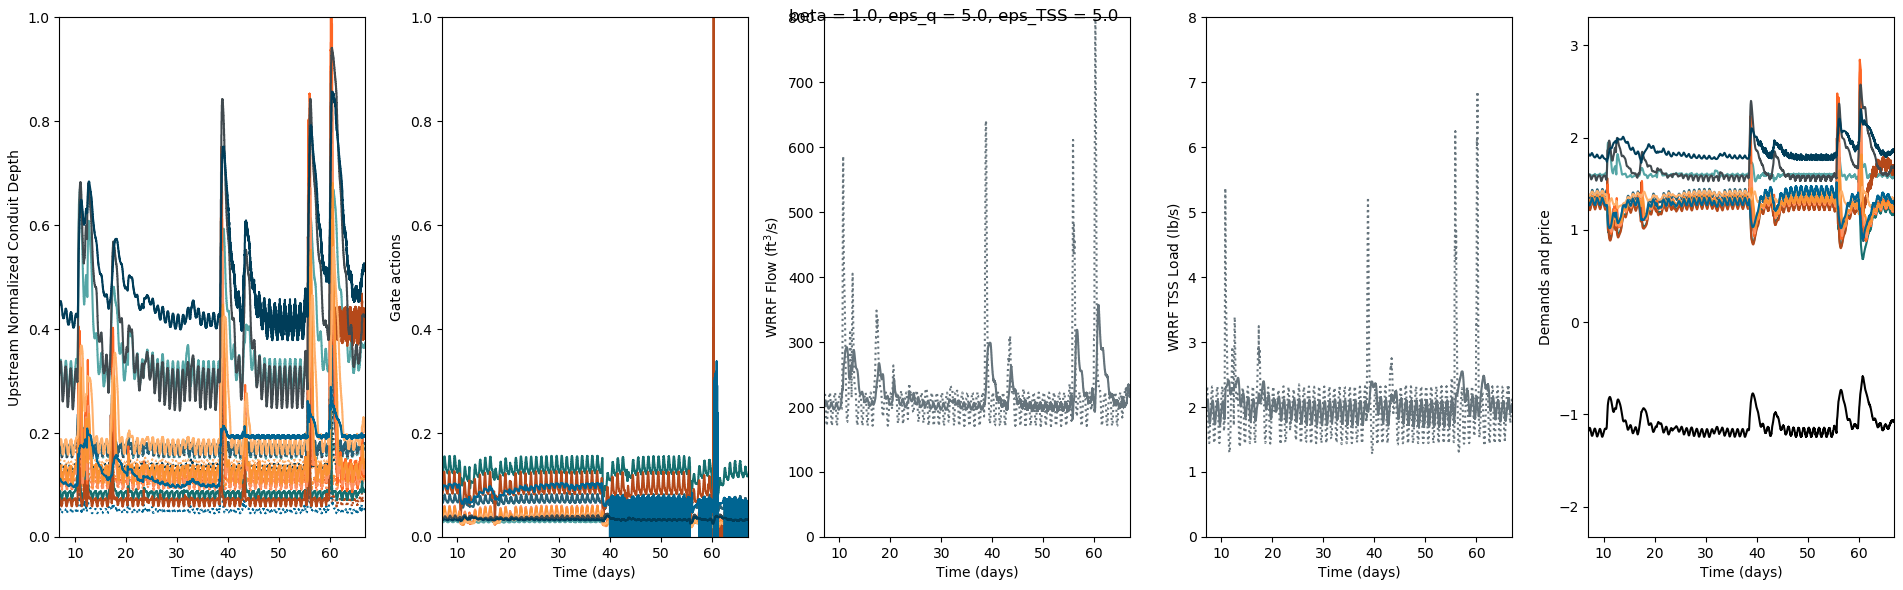 beta = 1.0, eps_q = 5.0, eps_TSS = 5.0
Upstream Normalized Conduit Depth
1.0
0.8
0.6
0.4
0.2
0.0
10 20 30 40 50 60
Time (days)
Gate actions
1.0
0.8
0.6
0.4
0.2
0.0
10 20 30 40 50 60
Time (days)
WRRF Flow (ft³/s)
800
700
600
500
400
300
200
100
0
10 20 30 40 50 60
Time (days)
WRRF TSS Load (lb/s)
8
7
6
5
4
3
2
1
0
10 20 30 40 50 60
Time (days)
Demands and price
3
2
1
0
−1
−2
10 20 30 40 50 60
Time (days)